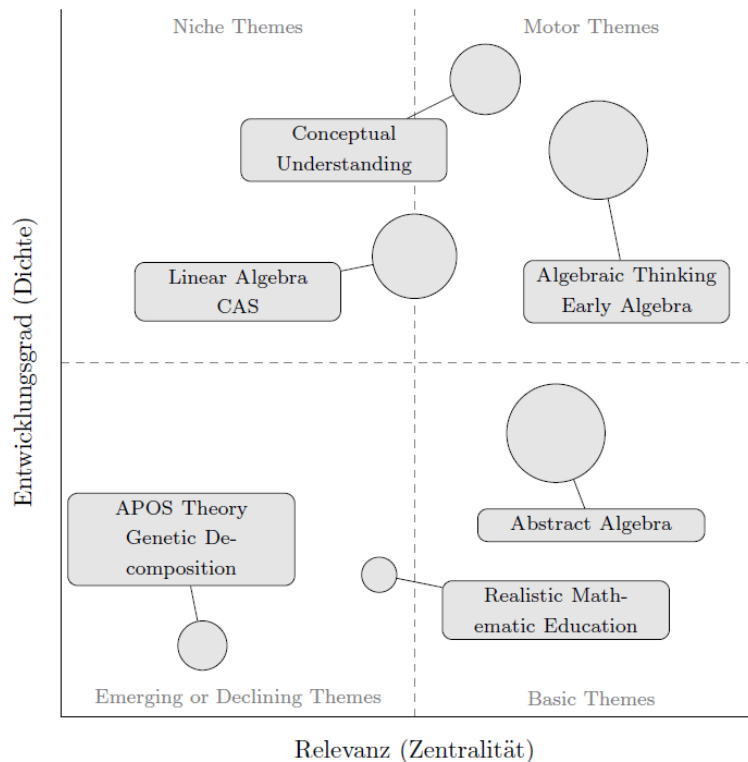 Niche Themes
Motor Themes
Conceptual
Understanding
Linear Algebra
CAS
Algebraic Thinking
Early Algebra
Entwicklungsgrad (Dichte)
APOS Theory
Genetic De-
composition
Abstract Algebra
Realistic Math-
ematic Education
Emerging or Declining Themes
Basic Themes
Relevanz (Zentralität)